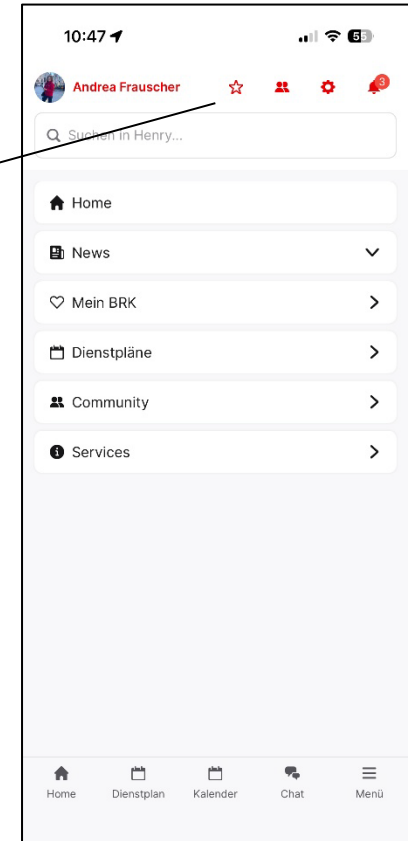 10:47
55
Andrea Frauscher
3
Suchen in Henry...
Home
News
Mein BRK
Dienstpläne
Community
Services
Home Dienstplan Kalender Chat Menü